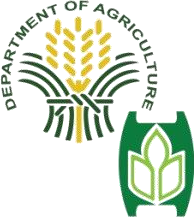 DEPARTMENT OF AGRICULTURE